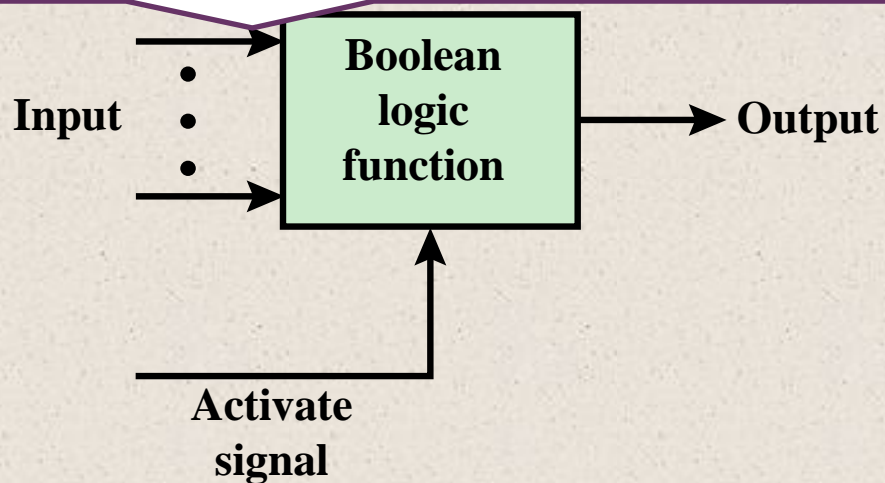 Boolean
logic
function
Input
Output
Activate
signal